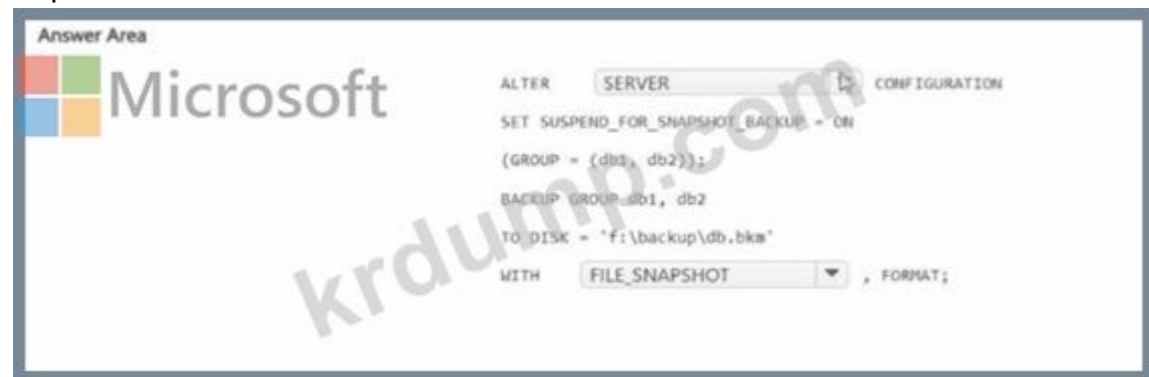 Answer Area
Microsoft
ALTER SERVER CONFIGURATION
SET SUSPEND_FOR_SNAPSHOT_BACKUP = ON
(GROUP = (db1, db2));
BACKUP GROUP db1, db2
TO DISK = 'f:\backup\db.bkm'
WITH FILE_SNAPSHOT , FORMAT;
krdump.com